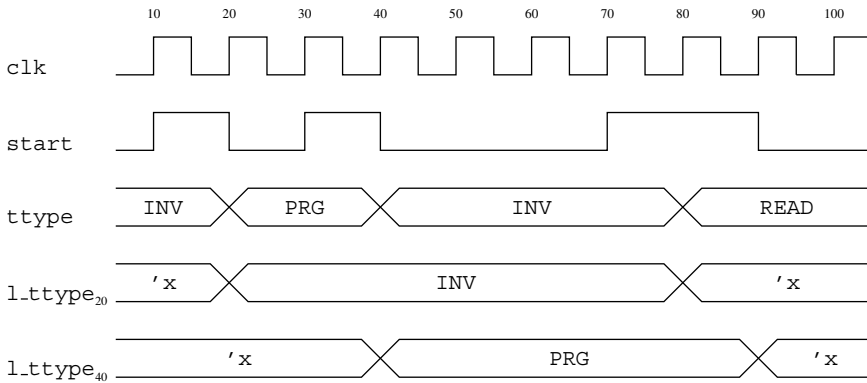 10 20 30 40 50 60 70 80 90 100
clk
start
ttype INV PRG INV READ
l_ttype20 ’x INV ’x
l_ttype40 ’x PRG ’x